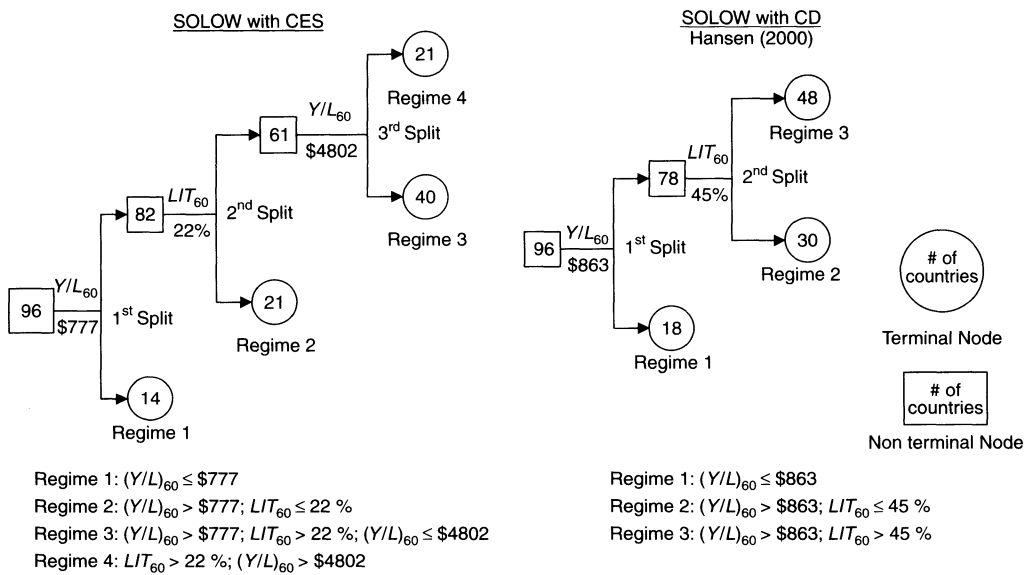 SOLOW with CES
21
Regime 4
Y/L60
$4802
3rd Split
61
40
Regime 3
LIT60
22%
2nd Split
82
21
Regime 2
Y/L60
$777
1st Split
96
14
Regime 1
Regime 1: (Y/L)60 ≤ $777
Regime 2: (Y/L)60 > $777; LIT60 ≤ 22 %
Regime 3: (Y/L)60 > $777; LIT60 > 22 %; (Y/L)60 ≤ $4802
Regime 4: LIT60 > 22 %; (Y/L)60 > $4802
SOLOW with CD
Hansen (2000)
48
Regime 3
LIT60
45%
2nd Split
78
30
Regime 2
Y/L60
$863
1st Split
96
18
Regime 1
# of
countries
Terminal Node
# of
countries
Non terminal Node
Regime 1: (Y/L)60 ≤ $863
Regime 2: (Y/L)60 > $863; LIT60 ≤ 45 %
Regime 3: (Y/L)60 > $863; LIT60 > 45 %